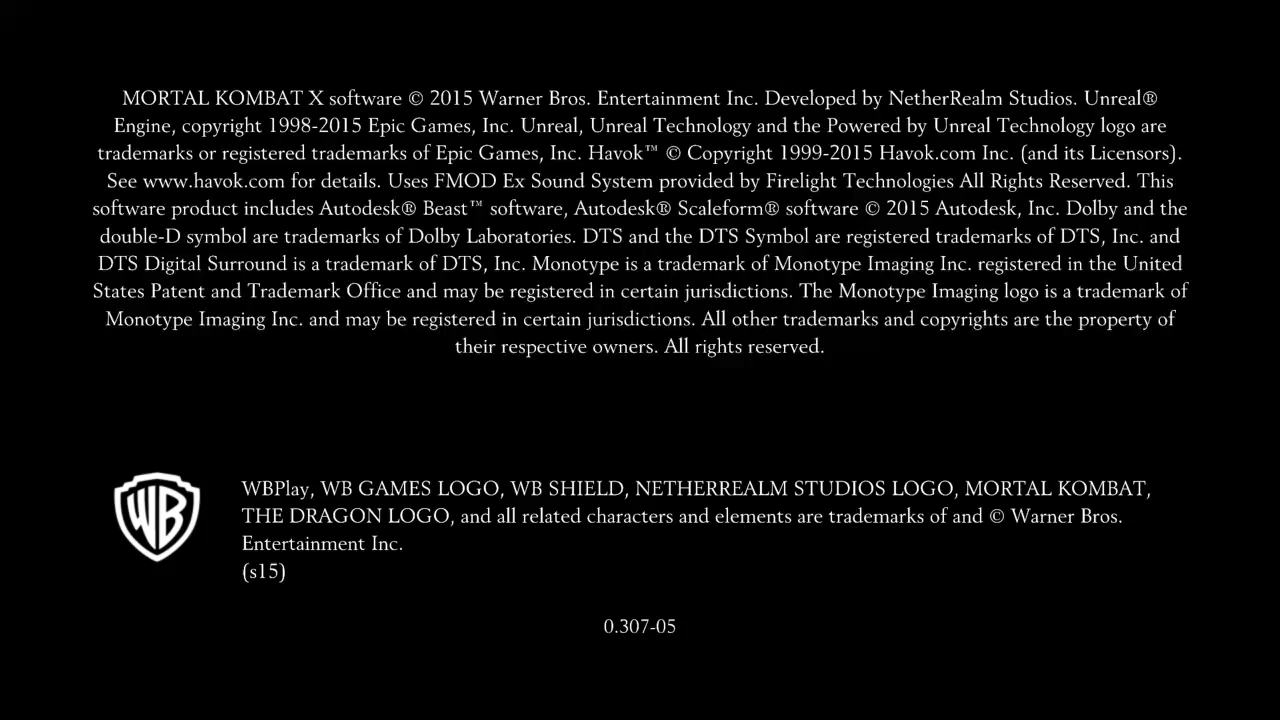 MORTAL KOMBAT X software © 2015 Warner Bros. Entertainment Inc. Developed by NetherRealm Studios. Unreal®
Engine, copyright 1998-2015 Epic Games, Inc. Unreal, Unreal Technology and the Powered by Unreal Technology logo are
trademarks or registered trademarks of Epic Games, Inc. Havok™ © Copyright 1999-2015 Havok.com Inc. (and its Licensors).
See www.havok.com for details. Uses FMOD Ex Sound System provided by Firelight Technologies All Rights Reserved. This
software product includes Autodesk® Beast™ software, Autodesk® Scaleform® software © 2015 Autodesk, Inc. Dolby and the
double-D symbol are trademarks of Dolby Laboratories. DTS and the DTS Symbol are registered trademarks of DTS, Inc. and
DTS Digital Surround is a trademark of DTS, Inc. Monotype is a trademark of Monotype Imaging Inc. registered in the United
States Patent and Trademark Office and may be registered in certain jurisdictions. The Monotype Imaging logo is a trademark of
Monotype Imaging Inc. and may be registered in certain jurisdictions. All other trademarks and copyrights are the property of
their respective owners. All rights reserved.
WB
WBPlay, WB GAMES LOGO, WB SHIELD, NETHERREALM STUDIOS LOGO, MORTAL KOMBAT,
THE DRAGON LOGO, and all related characters and elements are trademarks of and © Warner Bros.
Entertainment Inc.
(s15)
0.307-05